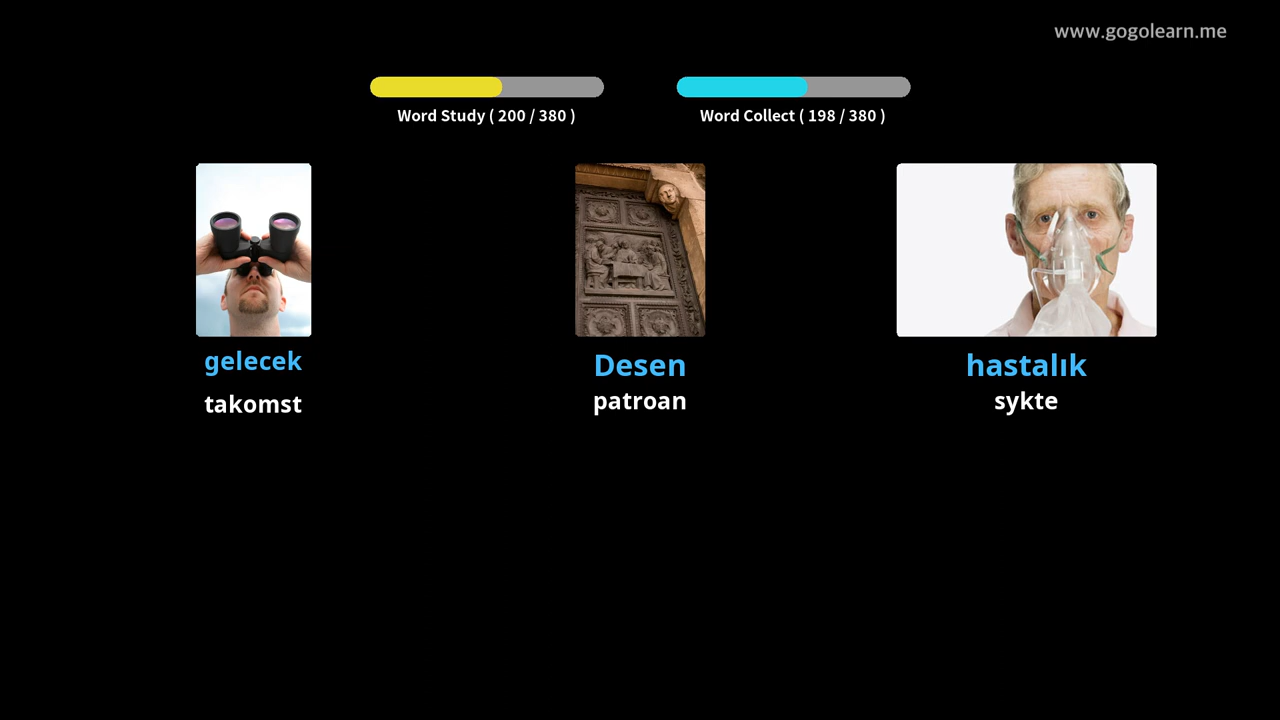 www.gogolearn.me
Word Study ( 200 / 380 )
Word Collect ( 198 / 380 )
gelecek
takomst
Desen
patroan
hastalık
sykte